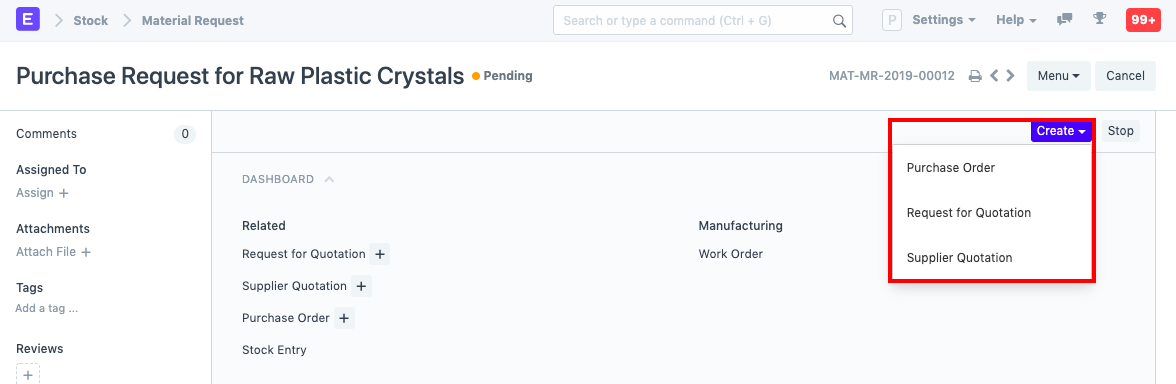 E Stock Material Request Search or type a command (Ctrl + G) P Settings Help 99+
Purchase Request for Raw Plastic Crystals Pending MAT-MR-2019-00012 Menu Cancel
Comments 0
Create Stop
Assigned To
Assign +
Attachments
Attach File +
Tags
Add a tag ...
Reviews
+
DASHBOARD
Related
Request for Quotation +
Supplier Quotation +
Purchase Order +
Stock Entry
Manufacturing
Work Order
Purchase Order
Request for Quotation
Supplier Quotation